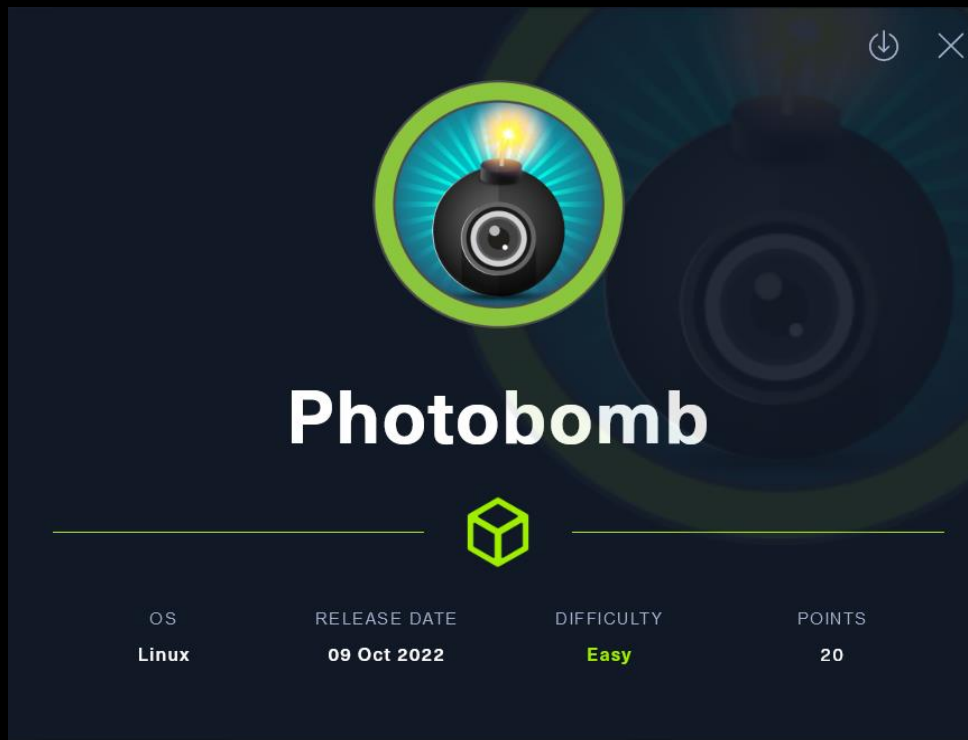 Photobomb
OS RELEASE DATE DIFFICULTY POINTS
Linux 09 Oct 2022 Easy 20